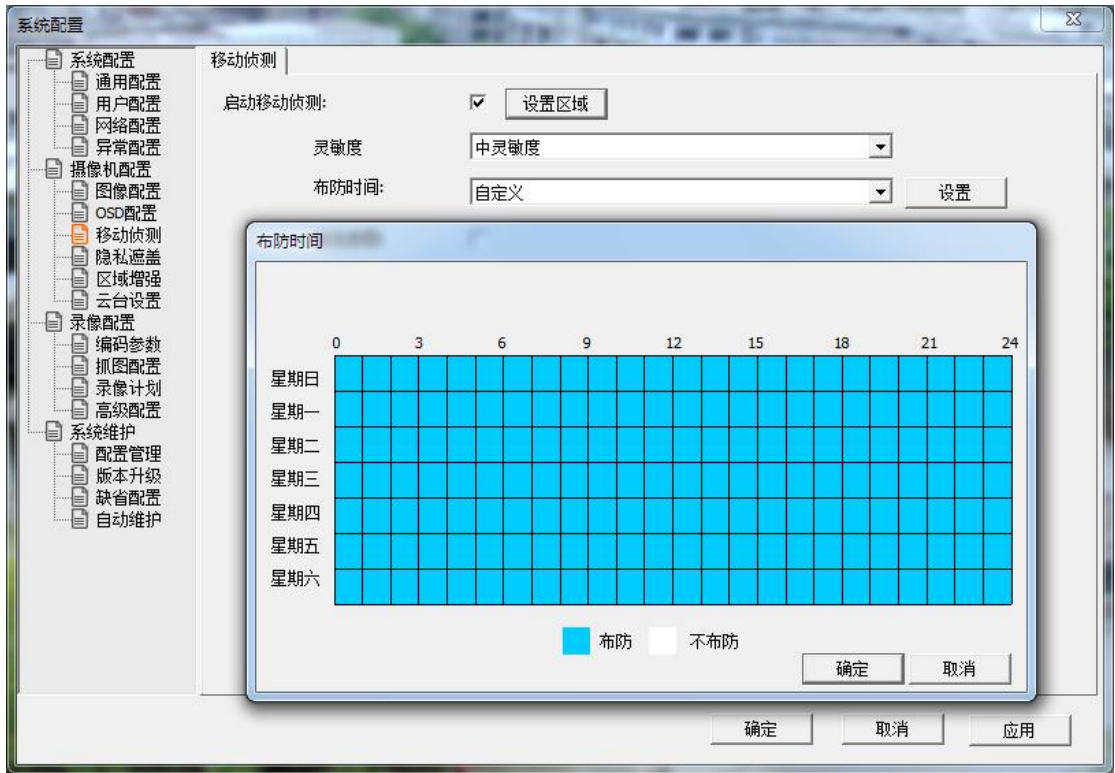 系统配置
系统配置
通用配置
用户配置
网络配置
异常配置
摄像机配置
图像配置
OSD配置
移动侦测
隐私遮盖
区域增强
云台设置
录像配置
编码参数
抓图配置
录像计划
高级配置
系统维护
配置管理
版本升级
缺省配置
自动维护
移动侦测
启动移动侦测: 设置区域
灵敏度 中灵敏度
布防时间: 自定义 设置
布防时间
0 3 6 9 12 15 18 21 24
星期日
星期一
星期二
星期三
星期四
星期五
星期六
布防 不布防
确定 取消
确定 取消 应用